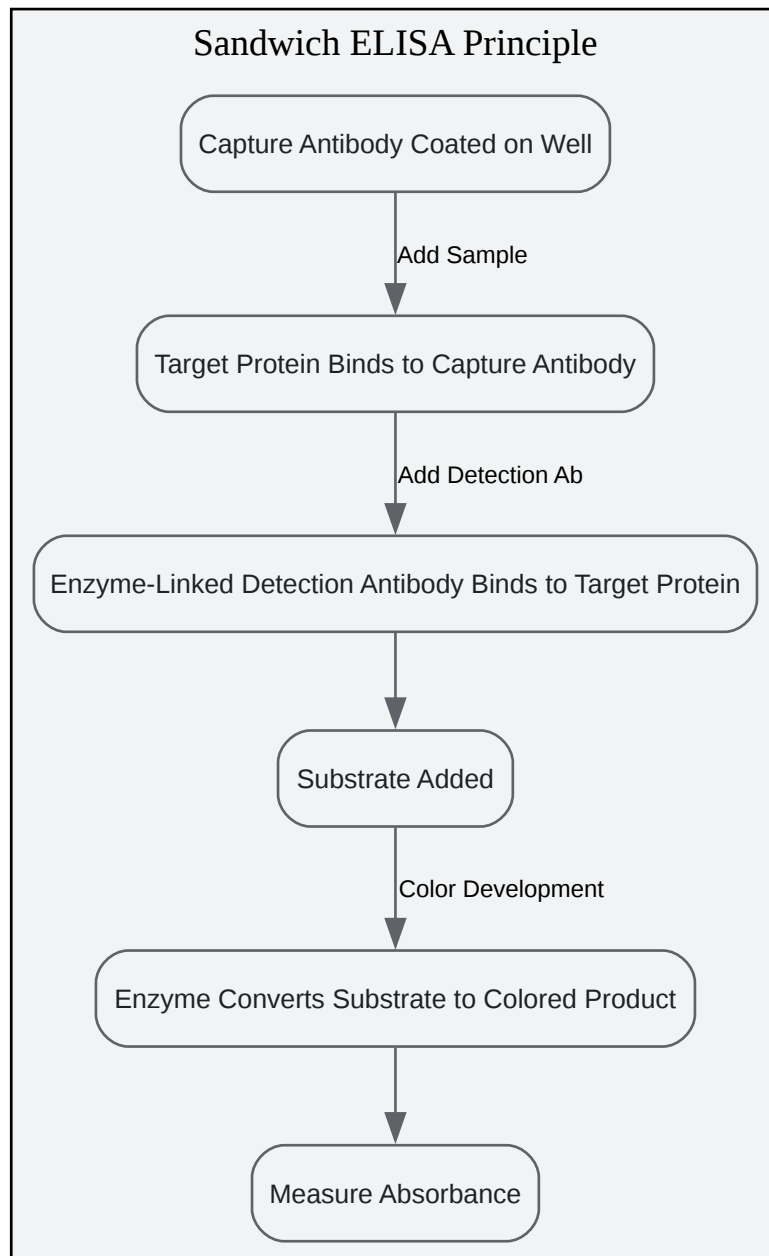 Sandwich ELISA Principle
Capture Antibody Coated on Well
Add Sample
Target Protein Binds to Capture Antibody
Add Detection Ab
Enzyme-Linked Detection Antibody Binds to Target Protein
Substrate Added
Color Development
Enzyme Converts Substrate to Colored Product
Measure Absorbance